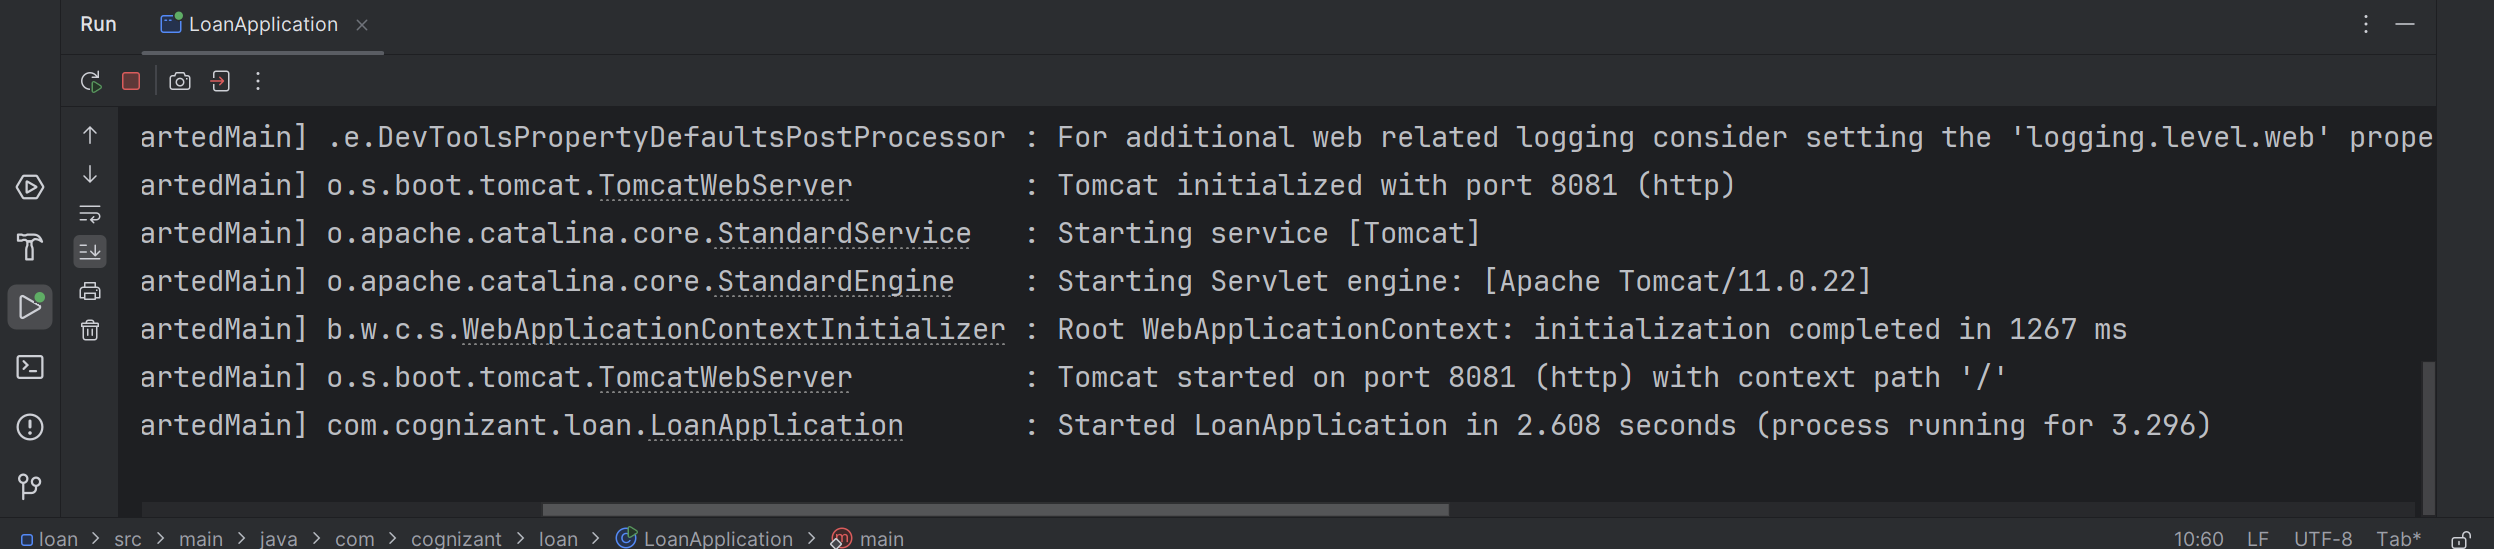 Run LoanApplication
artedMain] .e.DevToolsPropertyDefaultsPostProcessor : For additional web related logging consider setting the 'logging.level.web' prope
artedMain] o.s.boot.tomcat.TomcatWebServer : Tomcat initialized with port 8081 (http)
artedMain] o.apache.catalina.core.StandardService : Starting service [Tomcat]
artedMain] o.apache.catalina.core.StandardEngine : Starting Servlet engine: [Apache Tomcat/11.0.22]
artedMain] b.w.c.s.WebApplicationContextInitializer : Root WebApplicationContext: initialization completed in 1267 ms
artedMain] o.s.boot.tomcat.TomcatWebServer : Tomcat started on port 8081 (http) with context path '/'
artedMain] com.cognizant.loan.LoanApplication : Started LoanApplication in 2.608 seconds (process running for 3.296)
loan > src > main > java > com > cognizant > loan > LoanApplication > main 10:60 LF UTF-8 Tab*